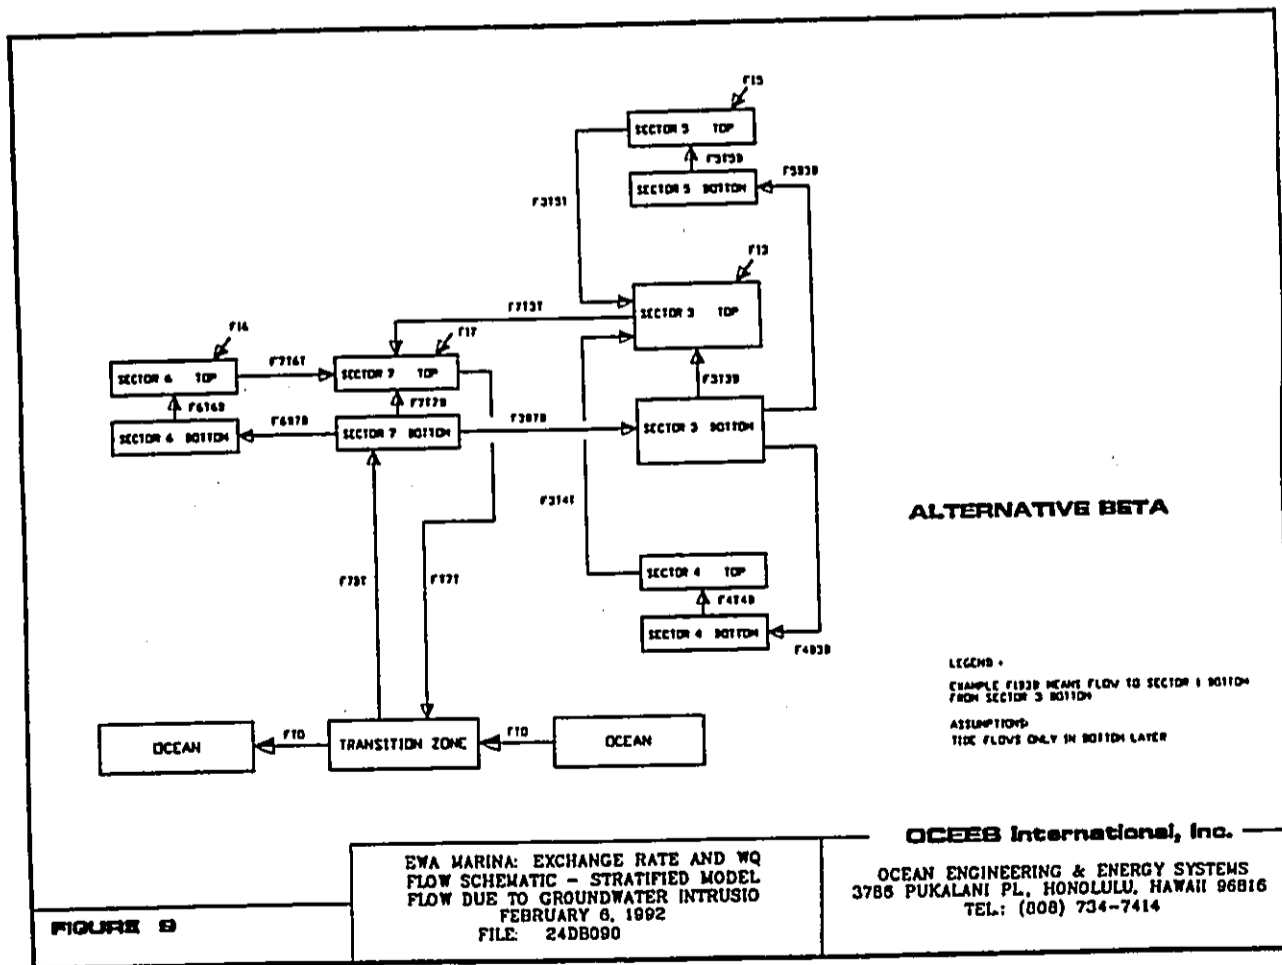 F15
SECTOR 5 TOP
F5T5B
SECTOR 5 BOTTOM
F5B3B
F3T5T
F13
SECTOR 3 TOP
F7T3T
F16
F17
SECTOR 6 TOP
F7T6T
SECTOR 7 TOP
F3T3B
F6T6B
F7T7B
SECTOR 6 BOTTOM
F6B7B
SECTOR 7 BOTTOM
F3B7B
SECTOR 3 BOTTOM
F3T4T
ALTERNATIVE BETA
SECTOR 4 TOP
F7BT
FT7T
F4T4B
SECTOR 4 BOTTOM
F4B3B
LEGEND:
EXAMPLE F1B3B MEANS FLOW TO SECTOR 1 BOTTOM
FROM SECTOR 3 BOTTOM
ASSUMPTIONS:
TIDE FLOWS ONLY IN BOTTOM LAYER
OCEAN
FTO
TRANSITION ZONE
FTO
OCEAN
OCEES International, Inc.
EWA MARINA: EXCHANGE RATE AND WQ
FLOW SCHEMATIC - STRATIFIED MODEL
FLOW DUE TO GROUNDWATER INTRUSIO
FEBRUARY 6, 1992
FILE: 24DB090
OCEAN ENGINEERING & ENERGY SYSTEMS
3786 PUKALANI PL, HONOLULU, HAWAII 96816
TEL: (808) 734-7414
FIGURE 9